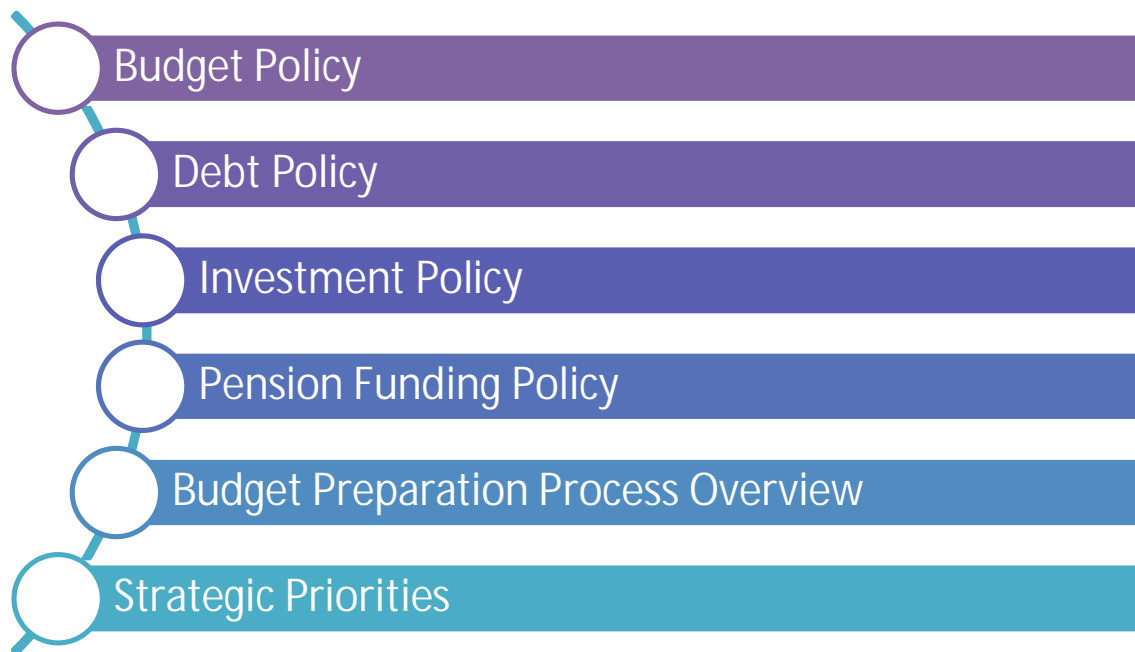 Budget Policy
Debt Policy
Investment Policy
Pension Funding Policy
Budget Preparation Process Overview
Strategic Priorities